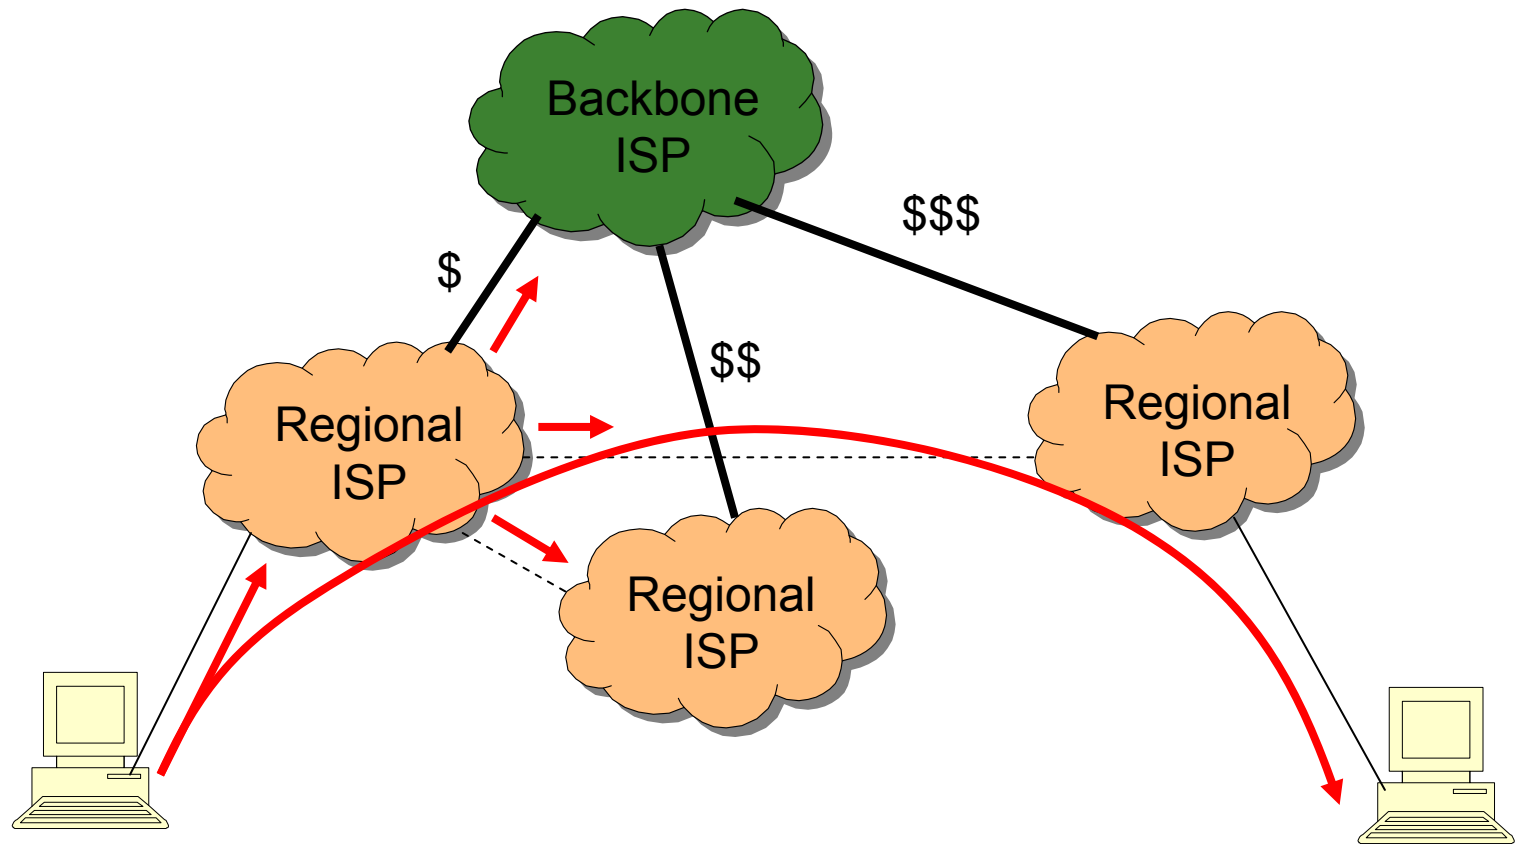 Backbone
ISP
$$$
$
$$
Regional
ISP
Regional
ISP
Regional
ISP